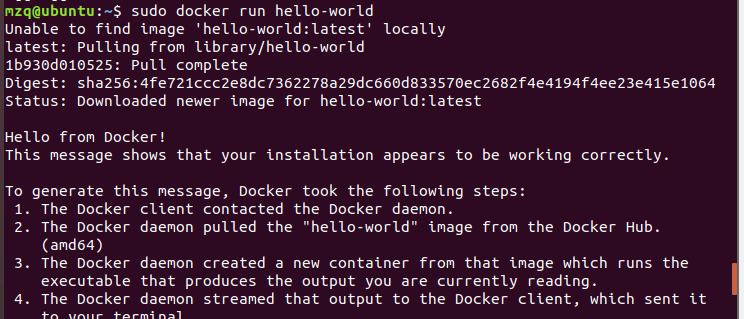 mzq@ubuntu:~$ sudo docker run hello-world
Unable to find image 'hello-world:latest' locally
latest: Pulling from library/hello-world
1b930d010525: Pull complete
Digest: sha256:4fe721ccc2e8dc7362278a29dc660d833570ec2682f4e4194f4ee23e415e1064
Status: Downloaded newer image for hello-world:latest
Hello from Docker!
This message shows that your installation appears to be working correctly.
To generate this message, Docker took the following steps:
1. The Docker client contacted the Docker daemon.
2. The Docker daemon pulled the "hello-world" image from the Docker Hub.
(amd64)
3. The Docker daemon created a new container from that image which runs the
executable that produces the output you are currently reading.
4. The Docker daemon streamed that output to the Docker client, which sent it
to your terminal